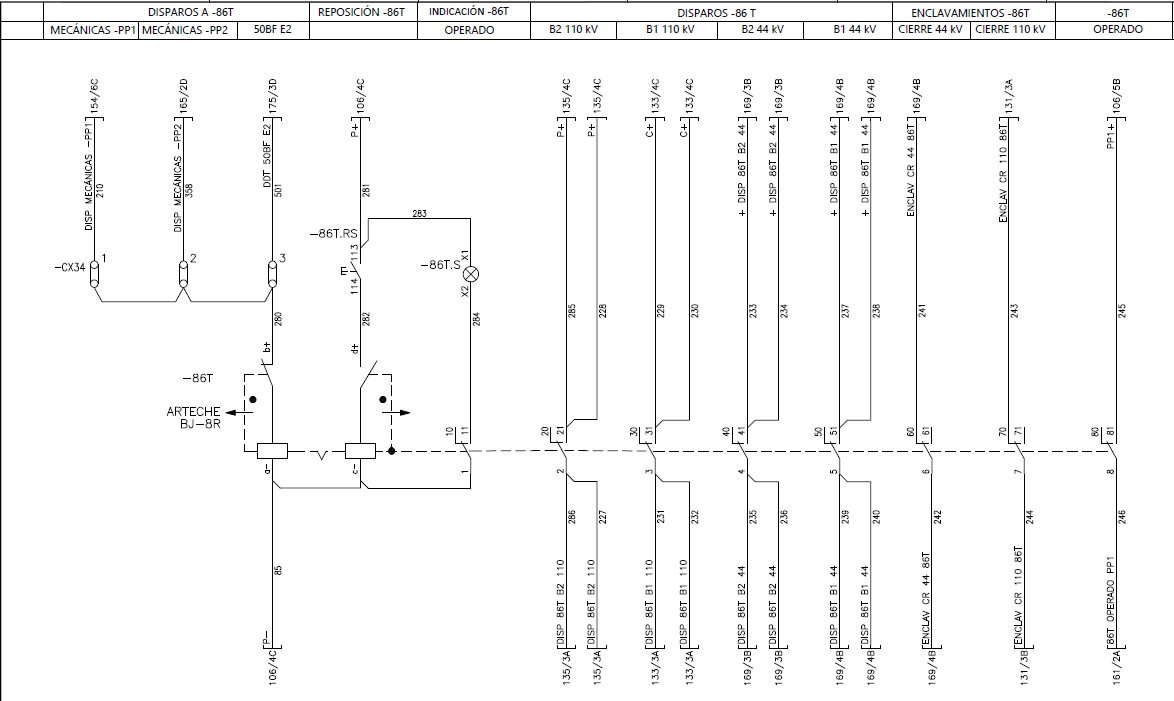 DISPAROS A -86T
REPOSICIÓN -86T
INDICACIÓN -86T
DISPAROS -86 T
ENCLAVAMIENTOS -86T
-86T
MECÁNICAS -PP1
MECÁNICAS -PP2
50BF E2
OPERADO
B2 110 kV
B1 110 kV
B2 44 kV
B1 44 kV
CIERRE 44 kV
CIERRE 110 kV
OPERADO
154/6C
165/2D
175/3D
106/4C
135/4C
135/4C
133/4C
133/4C
169/3B
169/3B
169/4B
169/4B
169/4B
131/3A
106/5B
DISP MECÁNICAS -PP1
DISP MECÁNICAS -PP2
DDT 50BF E2
P+
P+
P+
C+
C+
+ DISP 86T B2 44
+ DISP 86T B2 44
+ DISP 86T B1 44
+ DISP 86T B1 44
ENCLAV CR 44 86T
ENCLAV CR 110 86T
PP1+
210
358
501
281
283
-86T.RS
113
114
E
-86T.S
X1
X2
-CX34
1
2
3
280
282
284
285
228
229
230
233
234
237
238
241
243
245
b+
d+
-86T
ARTECHE
BJ-8R
a-
c-
10
11
1
20
21
2
30
31
3
40
41
4
50
51
5
60
61
6
70
71
7
80
81
8
85
286
227
231
232
235
236
239
240
242
244
246
P-
DISP 86T B2 110
DISP 86T B2 110
DISP 86T B1 110
DISP 86T B1 110
DISP 86T B2 44
DISP 86T B2 44
DISP 86T B1 44
DISP 86T B1 44
ENCLAV CR 44 86T
ENCLAV CR 110 86T
86T OPERADO PP1
106/4C
135/3A
135/3A
133/3A
133/3A
169/3B
169/3B
169/4B
169/4B
169/4B
131/3B
161/2A